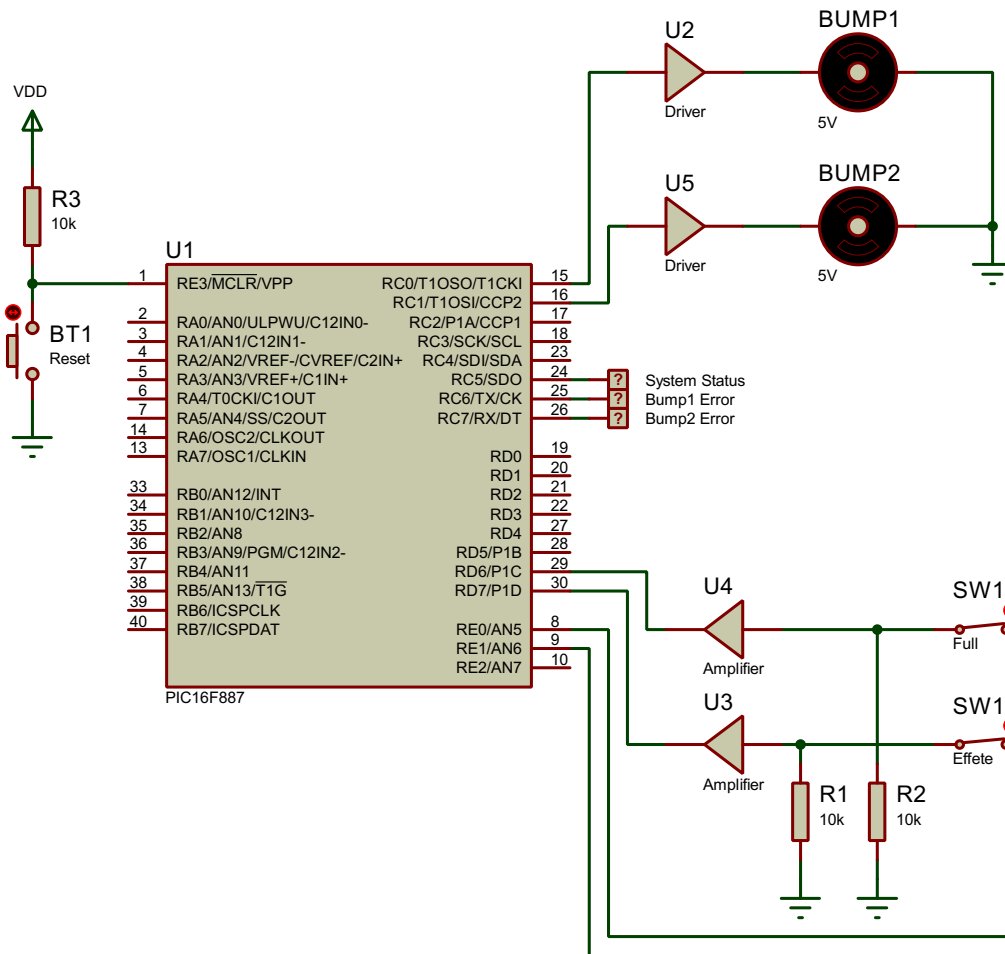 U2
BUMP1
Driver
5V
VDD
R3
10k
U5
BUMP2
Driver
5V
U1
1 RE3/MCLR/VPP
RC0/T1OSO/T1CKI 15
RC1/T1OSI/CCP2 16
2 RA0/AN0/ULPWU/C12IN0-
RC2/P1A/CCP1 17
3 RA1/AN1/C12IN1-
RC3/SCK/SCL 18
4 RA2/AN2/VREF-/CVREF/C2IN+
RC4/SDI/SDA 23
5 RA3/AN3/VREF+/C1IN+
RC5/SDO 24
6 RA4/T0CKI/C1OUT
RC6/TX/CK 25
7 RA5/AN4/SS/C2OUT
RC7/RX/DT 26
14 RA6/OSC2/CLKOUT
13 RA7/OSC1/CLKIN
RD0 19
RD1 20
33 RB0/AN12/INT
RD2 21
34 RB1/AN10/C12IN3-
RD3 22
35 RB2/AN8
RD4 27
36 RB3/AN9/PGM/C12IN2-
RD5/P1B 28
37 RB4/AN11
RD6/P1C 29
38 RB5/AN13/T1G
RD7/P1D 30
39 RB6/ICSPCLK
40 RB7/ICSPDAT
RE0/AN5 8
RE1/AN6 9
RE2/AN7 10
PIC16F887
BT1
Reset
? System Status
? Bump1 Error
? Bump2 Error
U4
Amplifier
SW1
Full
U3
Amplifier
SW1
Effete
R1
10k
R2
10k